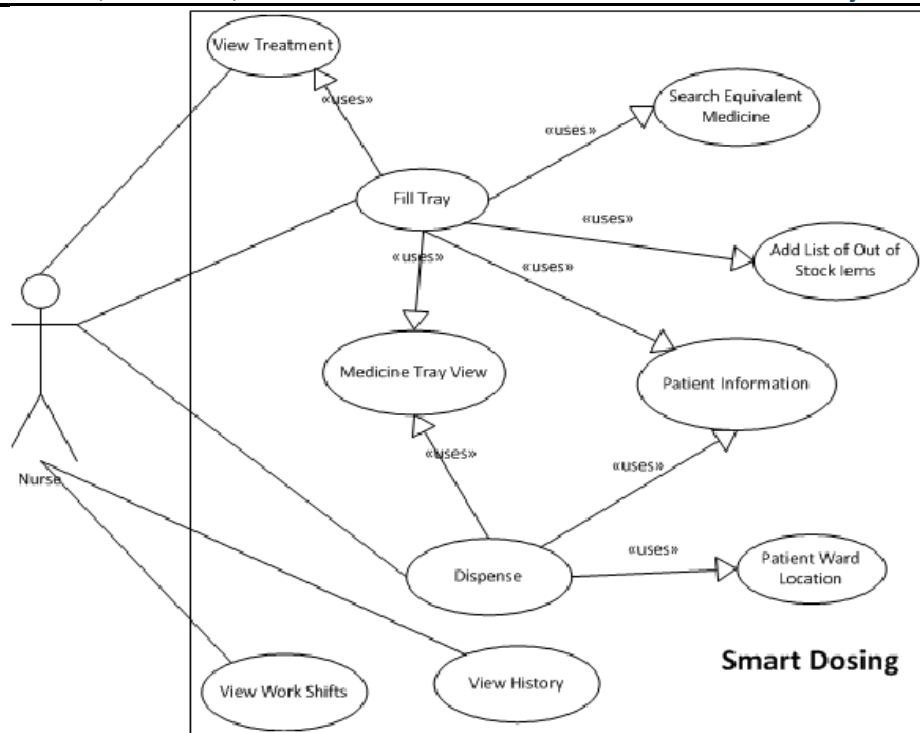 View Treatment
«uses»
Search Equivalent
Medicine
«uses»
Fill Tray
«uses»
Add List of Out of
Stock Iems
«uses»
«uses»
Medicine Tray View
Patient Information
«uses»
«uses»
Nurse
«uses»
Patient Ward
Location
Dispense
Smart Dosing
View Work Shifts
View History